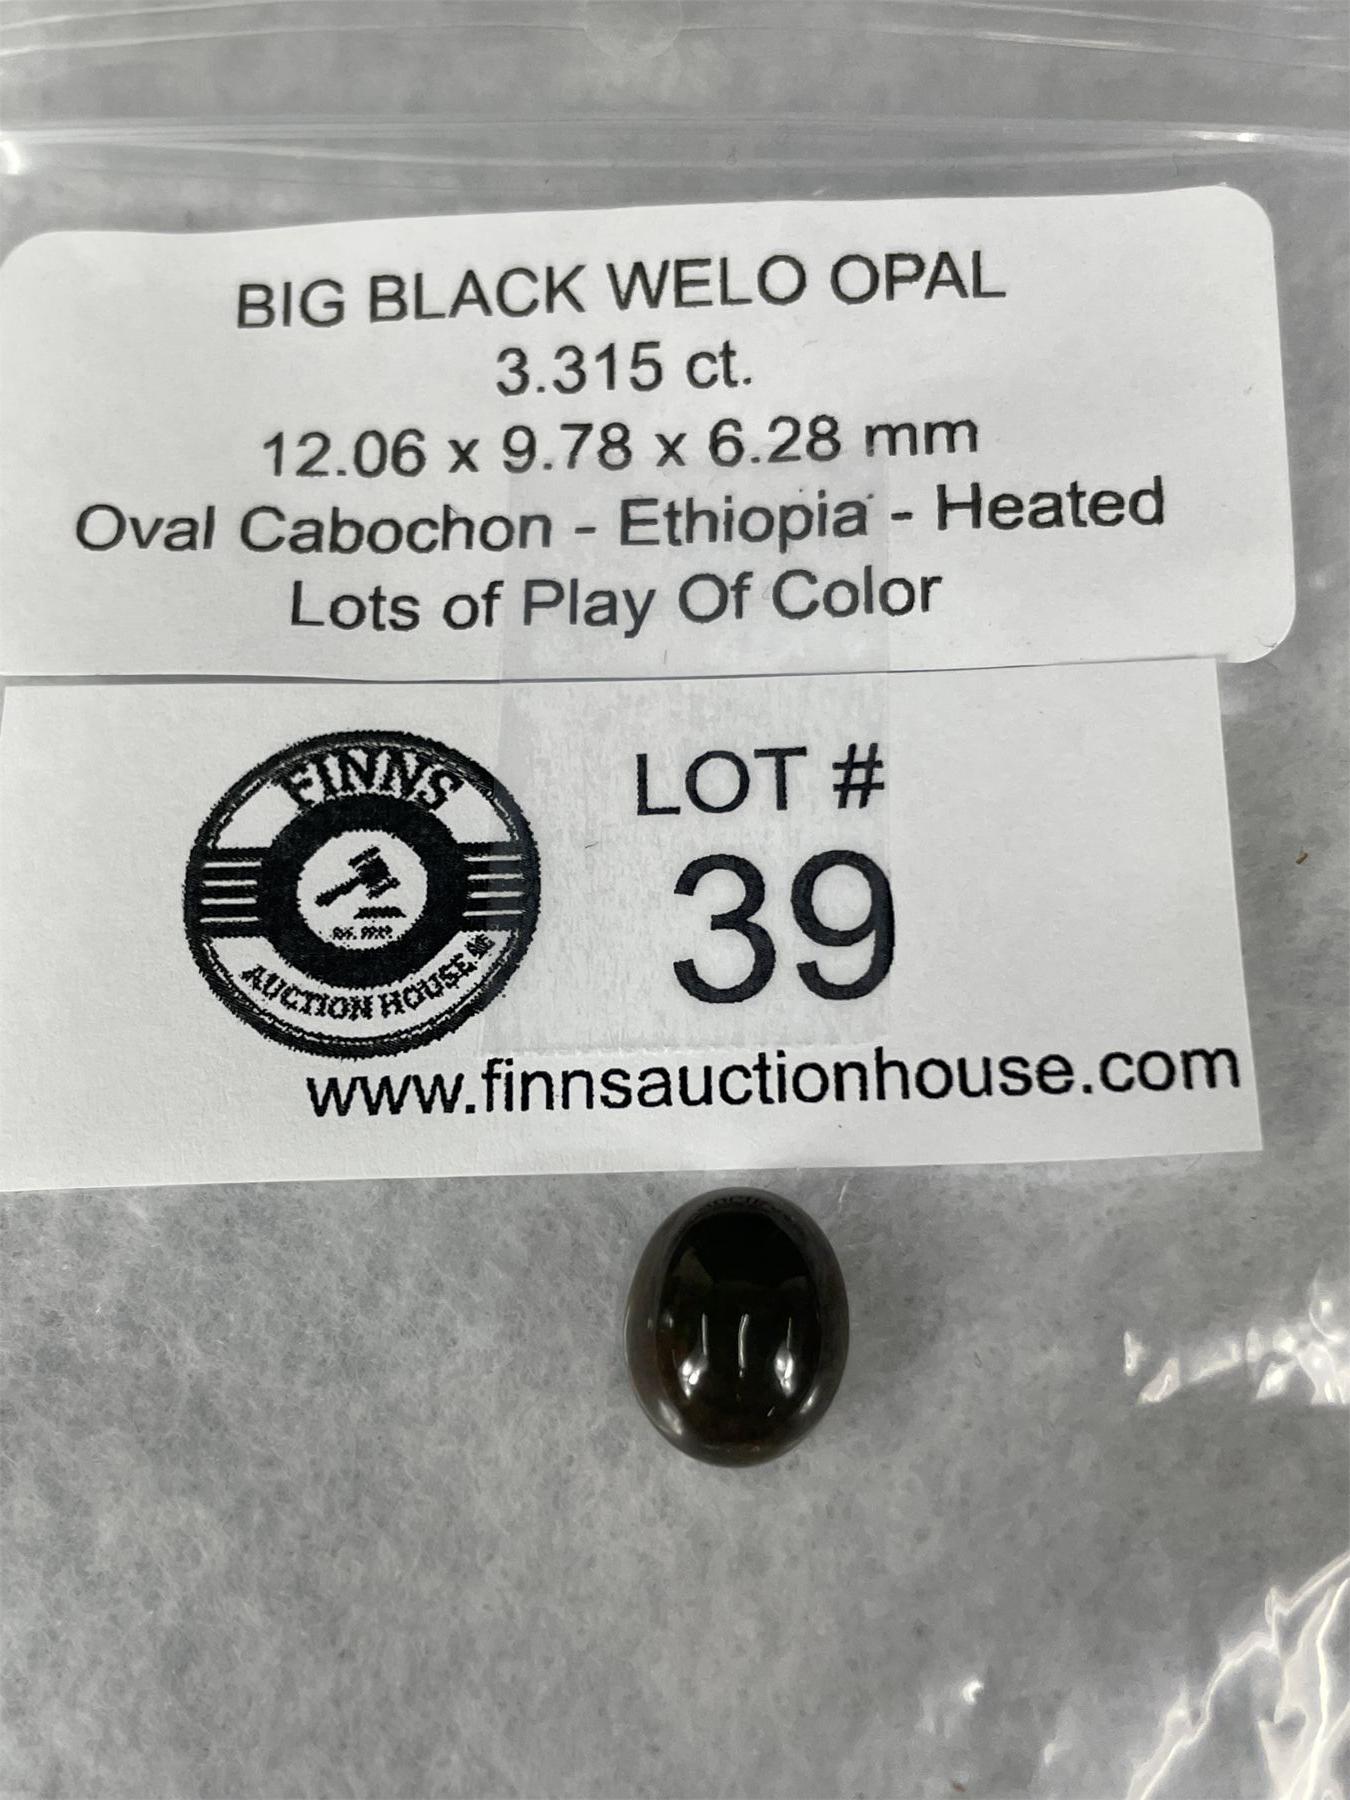 BIG BLACK WELO OPAL
3.315 ct.
12.06 x 9.78 x 6.28 mm
Oval Cabochon - Ethiopia - Heated
Lots of Play Of Color
FINNS
AUCTION HOUSE
LOT #
39
www.finnsauctionhouse.com